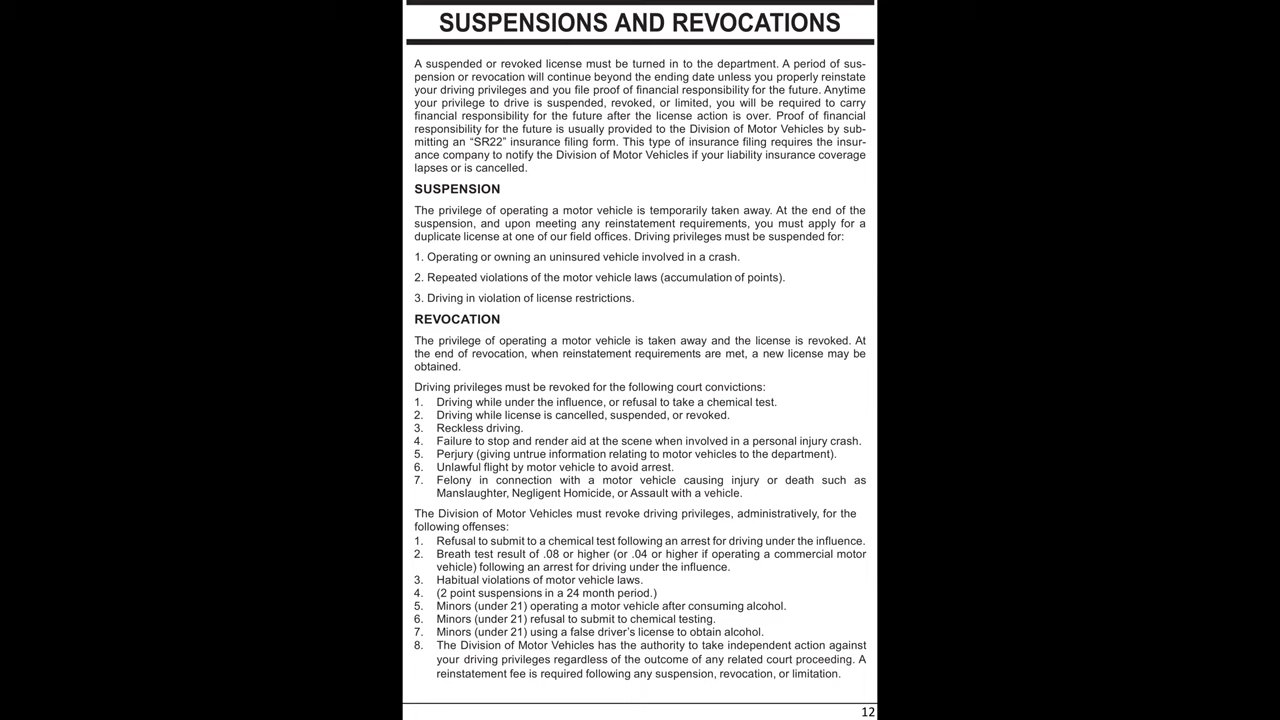 SUSPENSIONS AND REVOCATIONS
A suspended or revoked license must be turned in to the department. A period of sus-
pension or revocation will continue beyond the ending date unless you properly reinstate
your driving privileges and you file proof of financial responsibility for the future. Anytime
your privilege to drive is suspended, revoked, or limited, you will be required to carry
financial responsibility for the future after the license action is over. Proof of financial
responsibility for the future is usually provided to the Division of Motor Vehicles by sub-
mitting an “SR22” insurance filing form. This type of insurance filing requires the insur-
ance company to notify the Division of Motor Vehicles if your liability insurance coverage
lapses or is cancelled.
SUSPENSION
The privilege of operating a motor vehicle is temporarily taken away. At the end of the
suspension, and upon meeting any reinstatement requirements, you must apply for a
duplicate license at one of our field offices. Driving privileges must be suspended for:
1. Operating or owning an uninsured vehicle involved in a crash.
2. Repeated violations of the motor vehicle laws (accumulation of points).
3. Driving in violation of license restrictions.
REVOCATION
The privilege of operating a motor vehicle is taken away and the license is revoked. At
the end of revocation, when reinstatement requirements are met, a new license may be
obtained.
Driving privileges must be revoked for the following court convictions:
1. Driving while under the influence, or refusal to take a chemical test.
2. Driving while license is cancelled, suspended, or revoked.
3. Reckless driving.
4. Failure to stop and render aid at the scene when involved in a personal injury crash.
5. Perjury (giving untrue information relating to motor vehicles to the department).
6. Unlawful flight by motor vehicle to avoid arrest.
7. Felony in connection with a motor vehicle causing injury or death such as
Manslaughter, Negligent Homicide, or Assault with a vehicle.
The Division of Motor Vehicles must revoke driving privileges, administratively, for the
following offenses:
1. Refusal to submit to a chemical test following an arrest for driving under the influence.
2. Breath test result of .08 or higher (or .04 or higher if operating a commercial motor
vehicle) following an arrest for driving under the influence.
3. Habitual violations of motor vehicle laws.
4. (2 point suspensions in a 24 month period.)
5. Minors (under 21) operating a motor vehicle after consuming alcohol.
6. Minors (under 21) refusal to submit to chemical testing.
7. Minors (under 21) using a false driver’s license to obtain alcohol.
8. The Division of Motor Vehicles has the authority to take independent action against
your driving privileges regardless of the outcome of any related court proceeding. A
reinstatement fee is required following any suspension, revocation, or limitation.
12